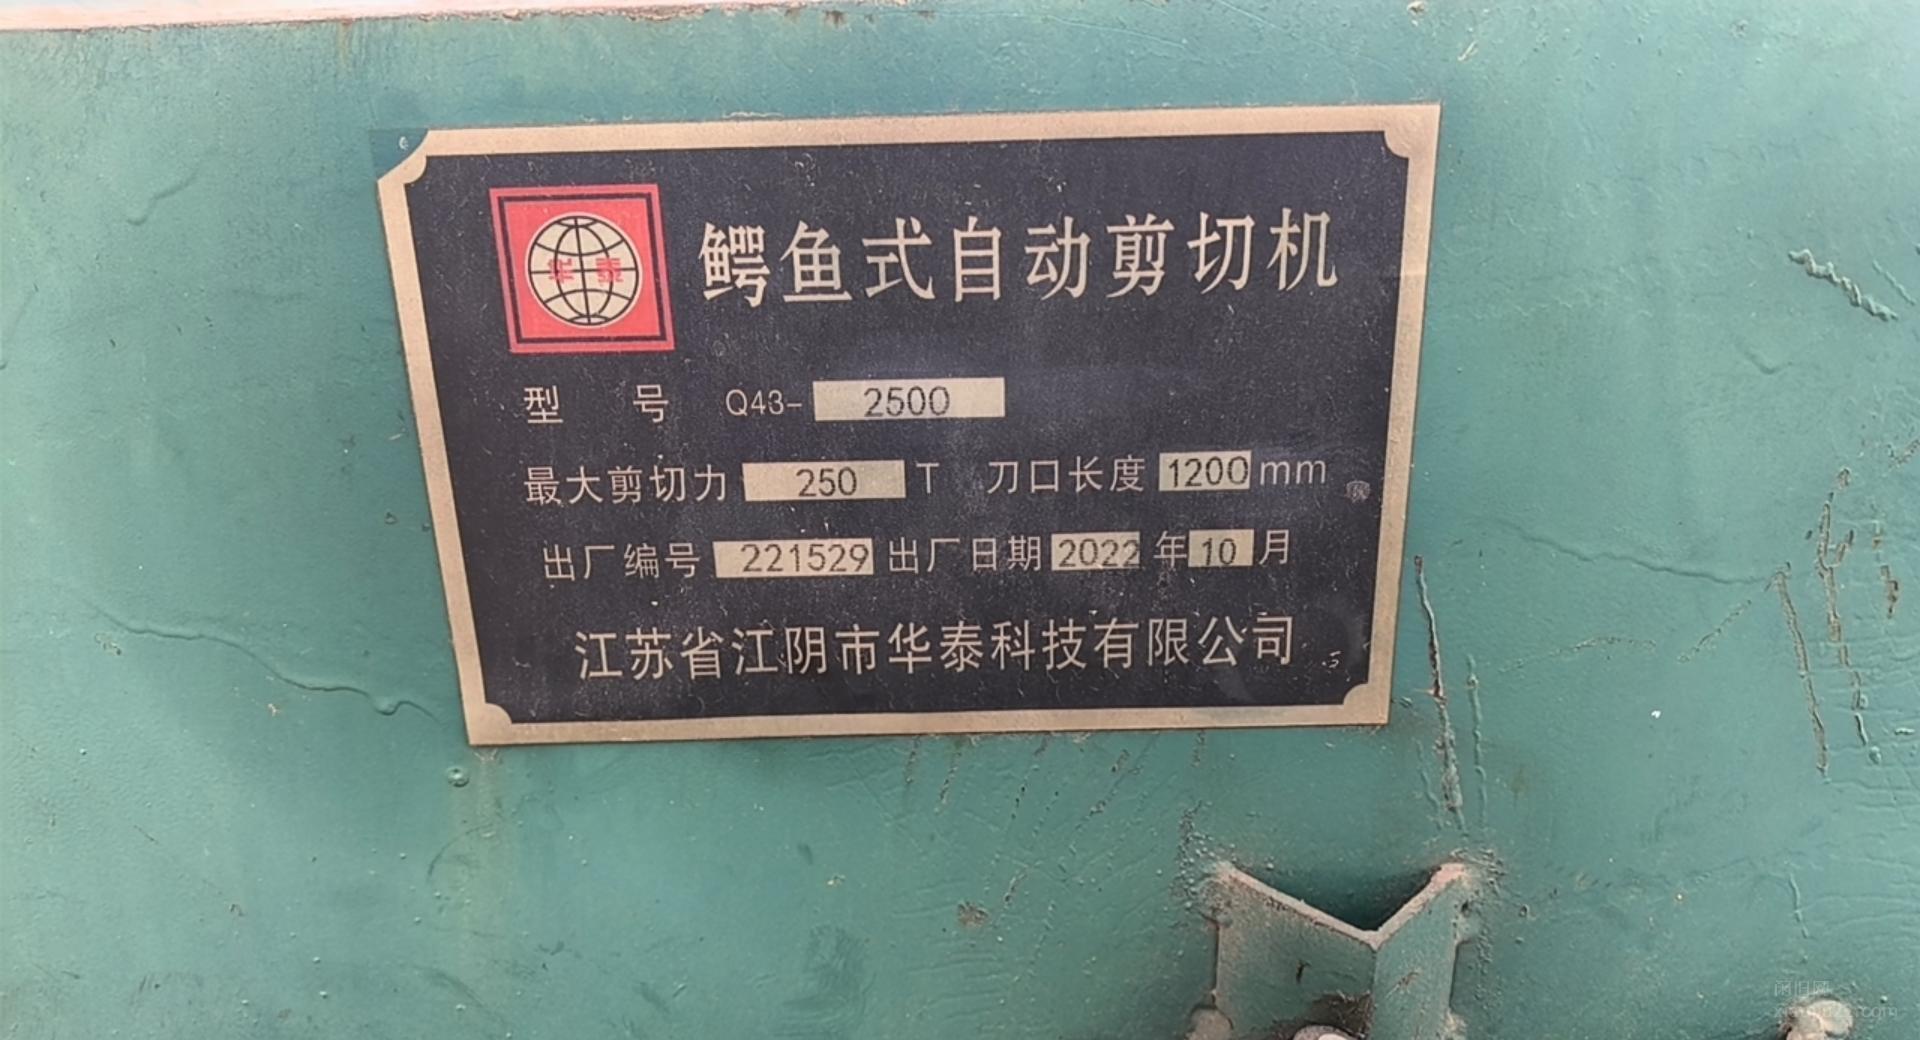 华泰
鳄鱼式自动剪切机
型 号 Q43- 2500
最大剪切力 250 T 刀口长度 1200 mm
出厂编号 221529 出厂日期 2022 年 10 月
江苏省江阴市华泰科技有限公司